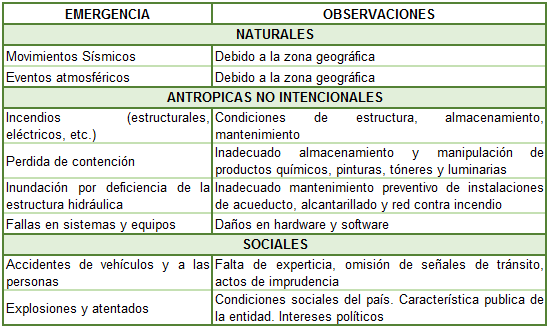 EMERGENCIA OBSERVACIONES
NATURALES
Movimientos Sísmicos Debido a la zona geográfica
Eventos atmosféricos Debido a la zona geográfica
ANTROPICAS NO INTENCIONALES
Incendios (estructurales, eléctricos, etc.) Condiciones de estructura, almacenamiento, mantenimiento
Perdida de contención Inadecuado almacenamiento y manipulación de productos químicos, pinturas, tóneres y luminarias
Inundación por deficiencia de la estructura hidráulica Inadecuado mantenimiento preventivo de instalaciones de acueducto, alcantarillado y red contra incendio
Fallas en sistemas y equipos Daños en hardware y software
SOCIALES
Accidentes de vehículos y a las personas Falta de experticia, omisión de señales de tránsito, actos de imprudencia
Explosiones y atentados Condiciones sociales del país. Característica publica de la entidad. Intereses políticos